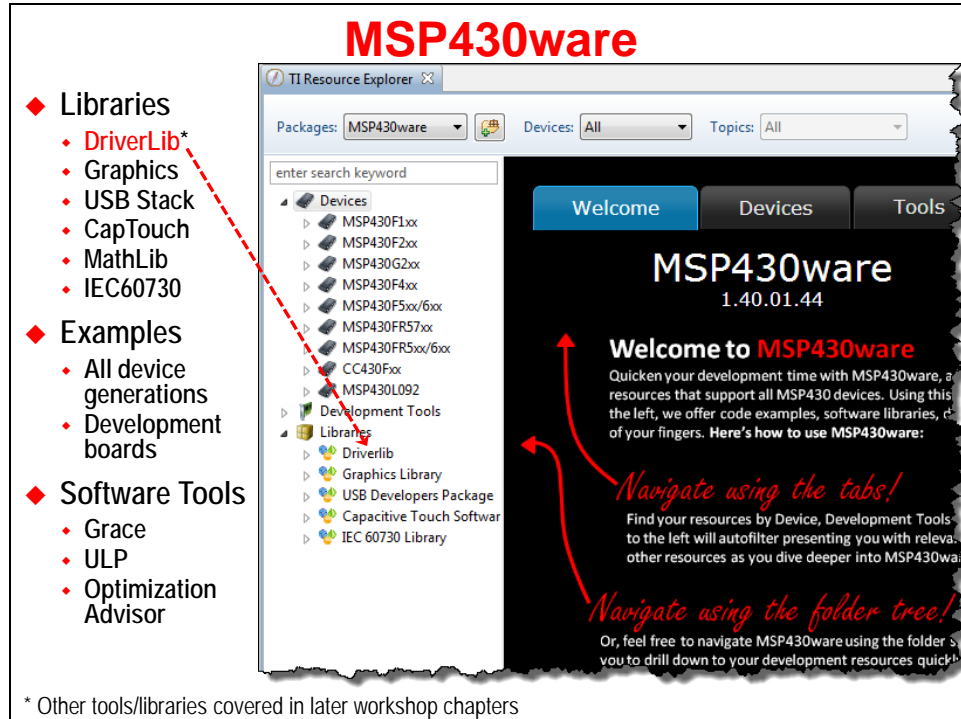 MSP430ware
Libraries
DriverLib*
Graphics
USB Stack
CapTouch
MathLib
IEC60730
Examples
All device
generations
Development
boards
Software Tools
Grace
ULP
Optimization
Advisor
TI Resource Explorer
Packages: MSP430ware Devices: All Topics: All
enter search keyword
Devices
MSP430F1xx
MSP430F2xx
MSP430G2xx
MSP430F4xx
MSP430F5xx/6xx
MSP430FR57xx
MSP430FR5xx/6xx
CC430Fxx
MSP430L092
Development Tools
Libraries
Driverlib
Graphics Library
USB Developers Package
Capacitive Touch Softwar
IEC 60730 Library
Welcome Devices Tools
MSP430ware
1.40.01.44
Welcome to MSP430ware
Quicken your development time with MSP430ware, a
resources that support all MSP430 devices. Using this
the left, we offer code examples, software libraries, d
of your fingers. Here's how to use MSP430ware:
Navigate using the tabs!
Find your resources by Device, Development Tools
to the left will autofilter presenting you with releva
other resources as you dive deeper into MSP430wa
Navigate using the folder tree!
Or, feel free to navigate MSP430ware using the folder s
you to drill down to your development resources quickl
* Other tools/libraries covered in later workshop chapters